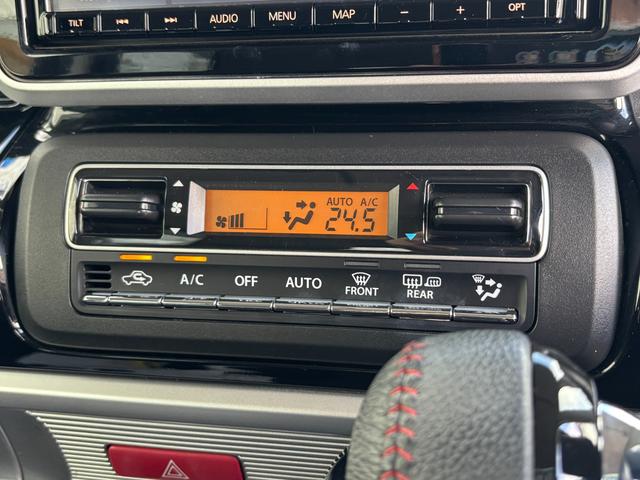 TILT AUDIO MENU MAP − + OPT
AUTO A/C
24.5
A/C OFF AUTO FRONT REAR